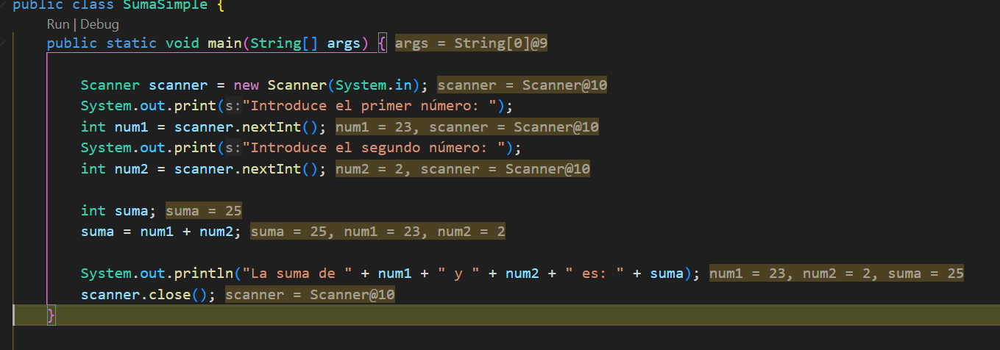 public class SumaSimple {
Run | Debug
public static void main(String[] args) { args = String[0]@9
Scanner scanner = new Scanner(System.in); scanner = Scanner@10
System.out.print(s:"Introduce el primer número: ");
int num1 = scanner.nextInt(); num1 = 23, scanner = Scanner@10
System.out.print(s:"Introduce el segundo número: ");
int num2 = scanner.nextInt(); num2 = 2, scanner = Scanner@10
int suma; suma = 25
suma = num1 + num2; suma = 25, num1 = 23, num2 = 2
System.out.println("La suma de " + num1 + " y " + num2 + " es: " + suma); num1 = 23, num2 = 2, suma = 25
scanner.close(); scanner = Scanner@10
}